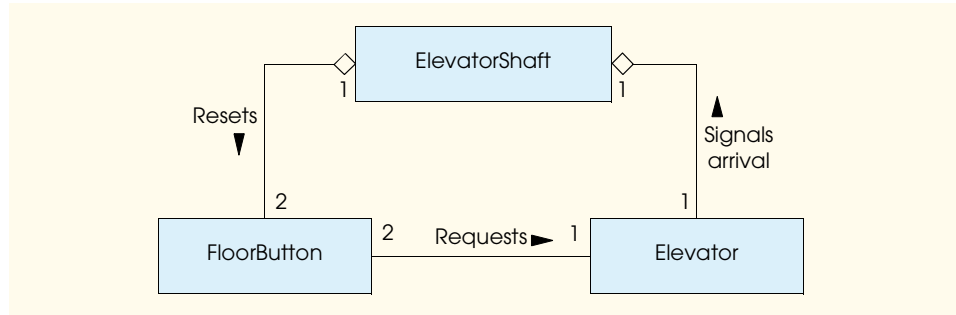 ElevatorShaft
1
1
Resets
Signals
arrival
2
1
FloorButton
2
Requests
1
Elevator